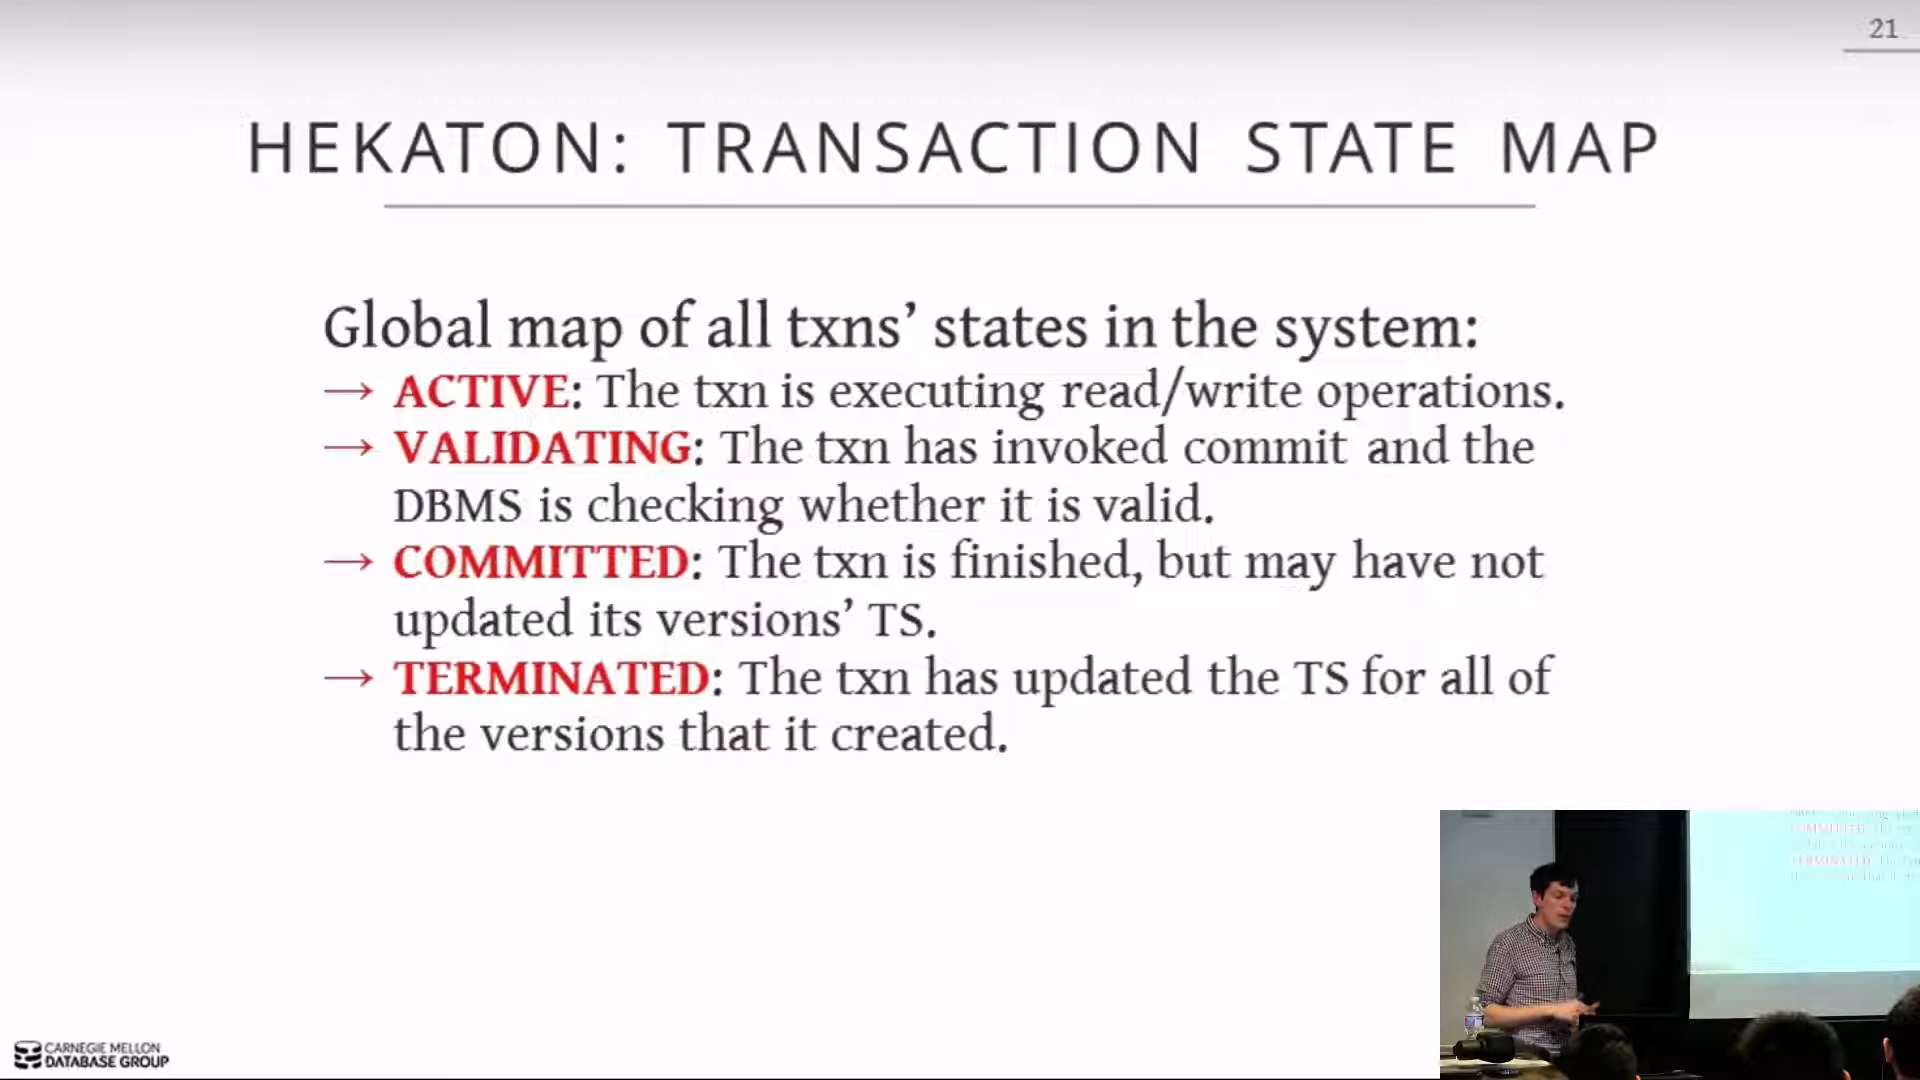 21
HEKATON: TRANSACTION STATE MAP
Global map of all txns’ states in the system:
→ ACTIVE: The txn is executing read/write operations.
→ VALIDATING: The txn has invoked commit and the
DBMS is checking whether it is valid.
→ COMMITTED: The txn is finished, but may have not
updated its versions’ TS.
→ TERMINATED: The txn has updated the TS for all of
the versions that it created.
CARNEGIE MELLON
DATABASE GROUP